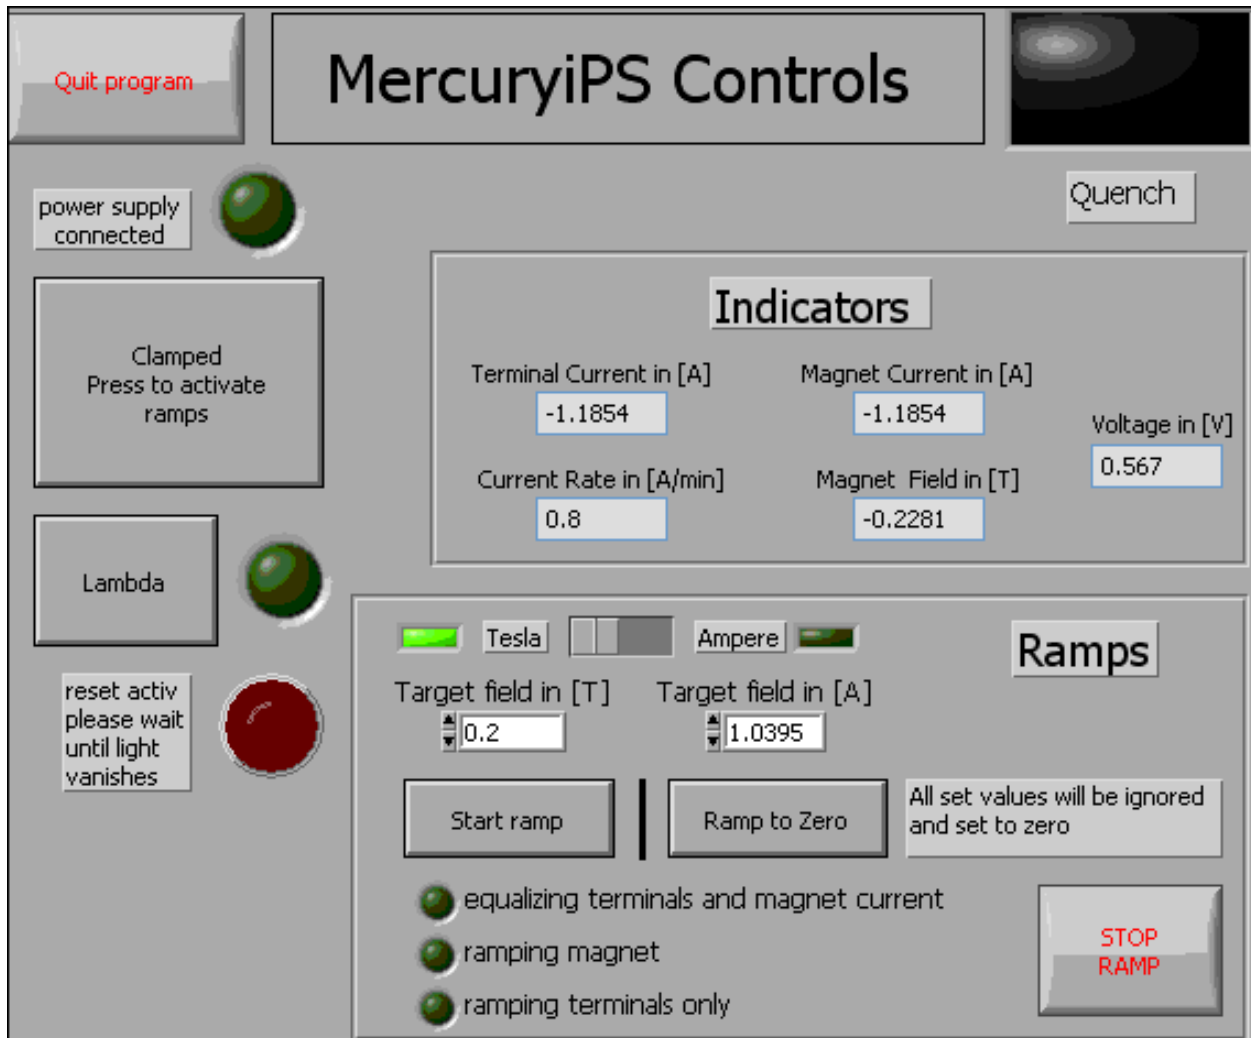 Quit program
MercuryiPS Controls
power supply
connected
Quench
Clamped
Press to activate
ramps
Indicators
Terminal Current in [A]
-1.1854
Magnet Current in [A]
-1.1854
Voltage in [V]
0.567
Current Rate in [A/min]
0.8
Magnet  Field in [T]
-0.2281
Lambda
reset activ
please wait
until light
vanishes
Tesla
Ampere
Ramps
Target field in [T]
0.2
Target field in [A]
1.0395
Start ramp
Ramp to Zero
All set values will be ignored
and set to zero
equalizing terminals and magnet current
ramping magnet
ramping terminals only
STOP
RAMP